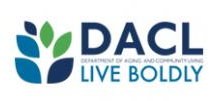 DACL
DEPARTMENT OF AGING AND COMMUNITY LIVING
LIVE BOLDLY